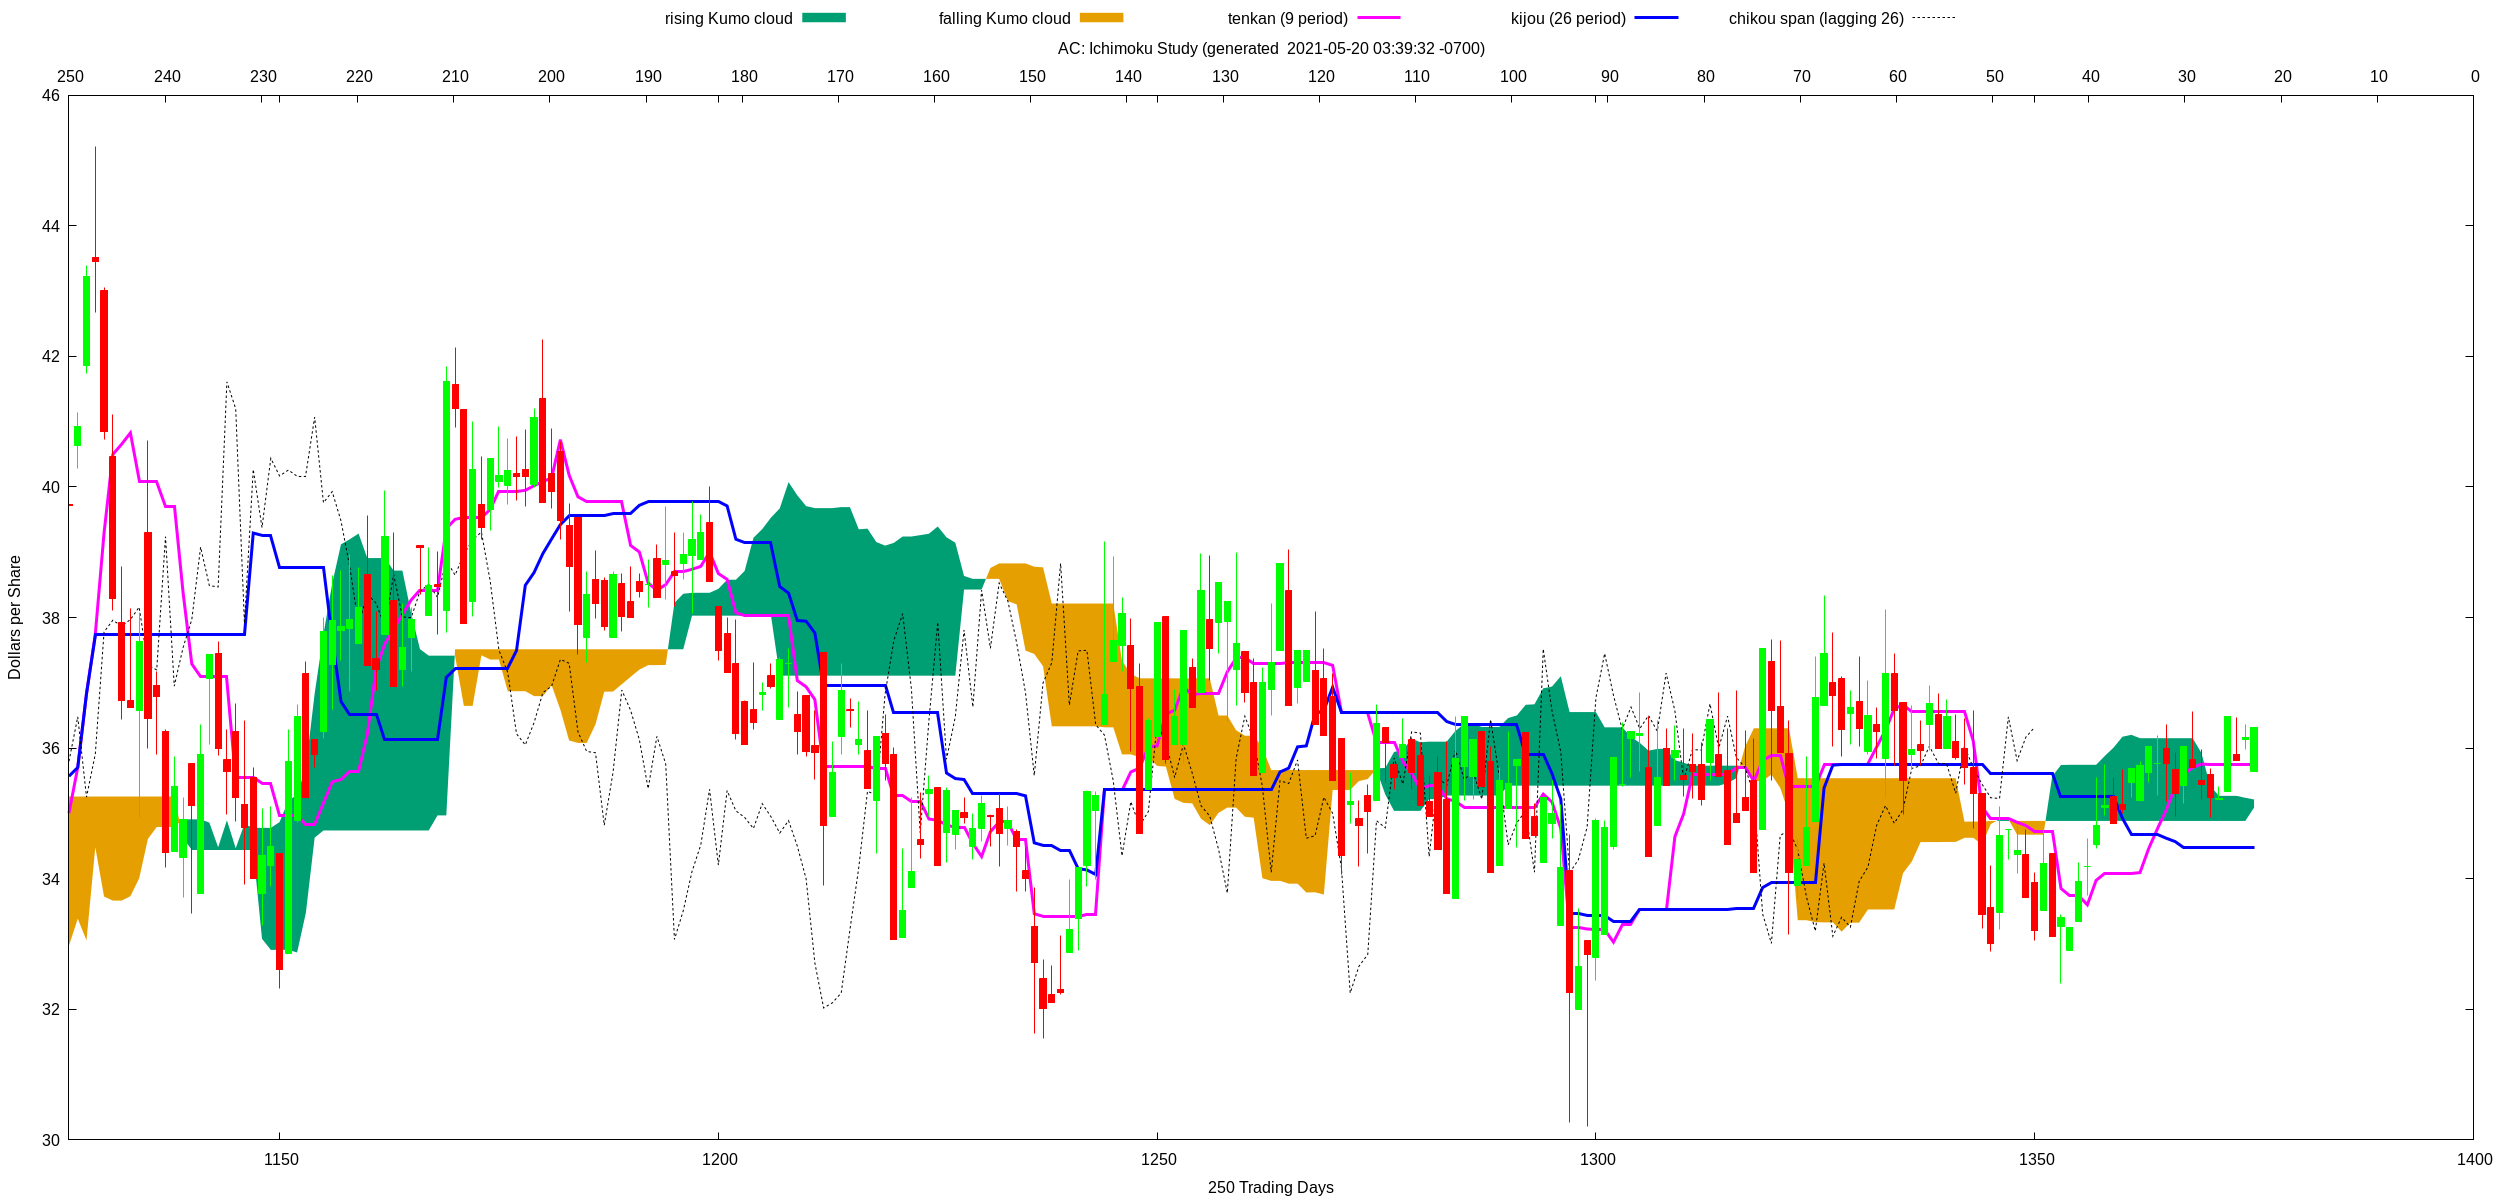 rising Kumo cloud falling Kumo cloud tenkan (9 period) kijou (26 period) chikou span (lagging 26)
AC: Ichimoku Study (generated  2021-05-20 03:39:32 -0700)
250 240 230 220 210 200 190 180 170 160 150 140 130 120 110 100 90 80 70 60 50 40 30 20 10 0
46
44
42
40
38
36
34
32
30
Dollars per Share
1150 1200 1250 1300 1350 1400
250 Trading Days